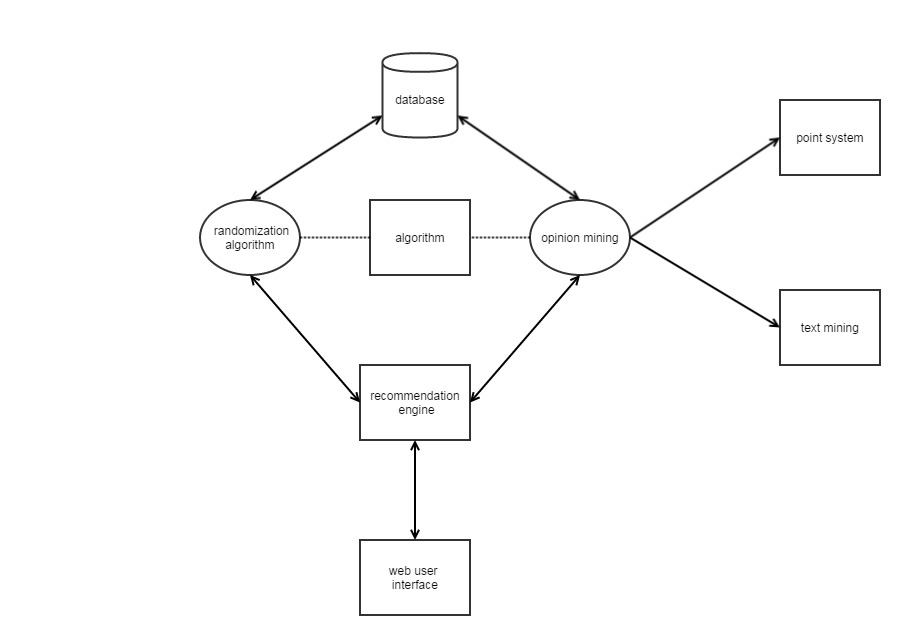 database
point system
randomization
algorithm
algorithm
opinion mining
text mining
recommendation
engine
web user
interface